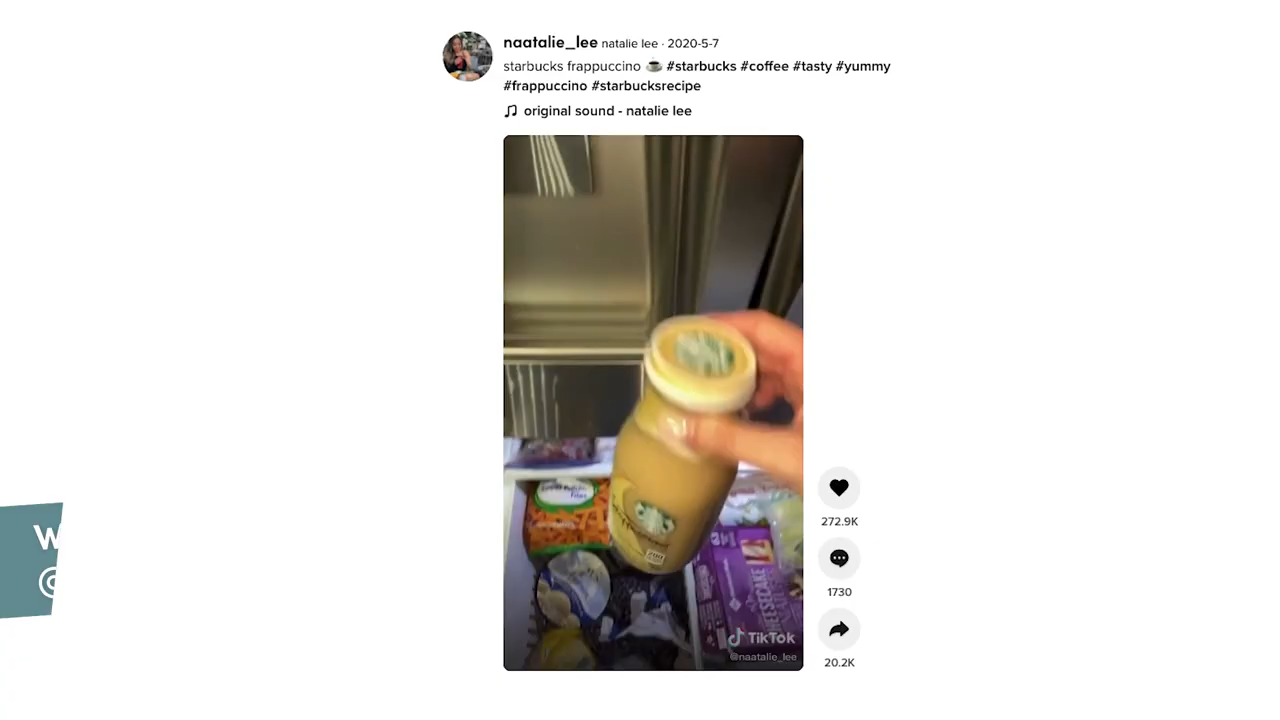 naatalie_lee natalie lee · 2020-5-7
starbucks frappuccino ☕ #starbucks #coffee #tasty #yummy
#frappuccino #starbucksrecipe
original sound - natalie lee
272.9K
1730
20.2K
TikTok
@naatalie_lee
W
@